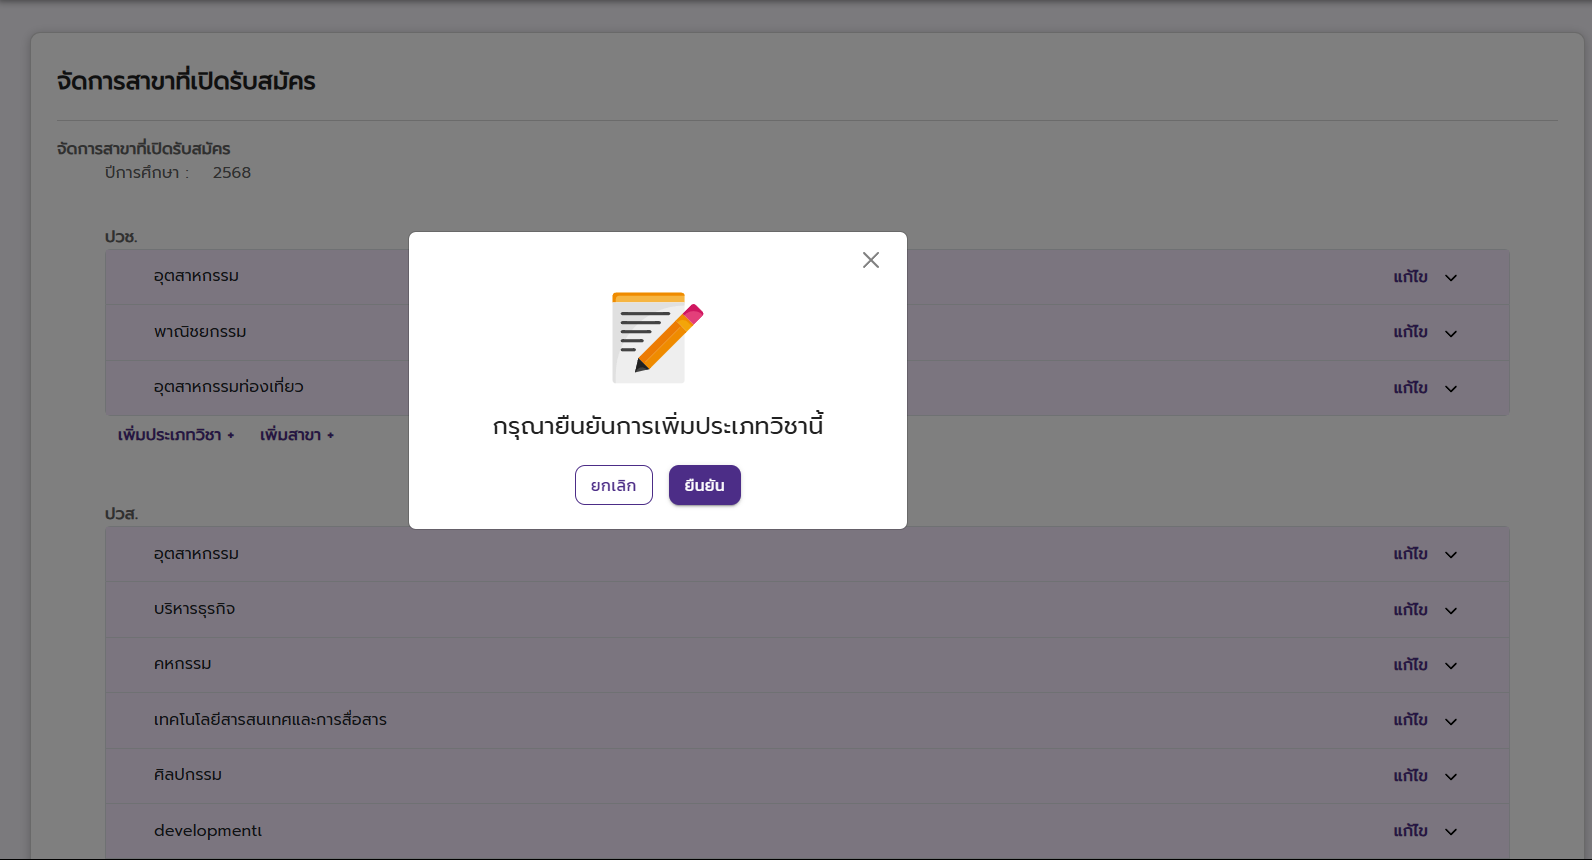 จัดการสาขาที่เปิดรับสมัคร
จัดการสาขาที่เปิดรับสมัคร
ปีการศึกษา : 2568
ปวช.
อุตสาหกรรม แก้ไข
พาณิชยกรรม แก้ไข
อุตสาหกรรมท่องเที่ยว แก้ไข
เพิ่มประเภทวิชา + เพิ่มสาขา +
กรุณายืนยันการเพิ่มประเภทวิชานี้
ยกเลิก ยืนยัน
ปวส.
อุตสาหกรรม แก้ไข
บริหารธุรกิจ แก้ไข
คหกรรม แก้ไข
เทคโนโลยีสารสนเทศและการสื่อสาร แก้ไข
ศิลปกรรม แก้ไข
developmentเ แก้ไข